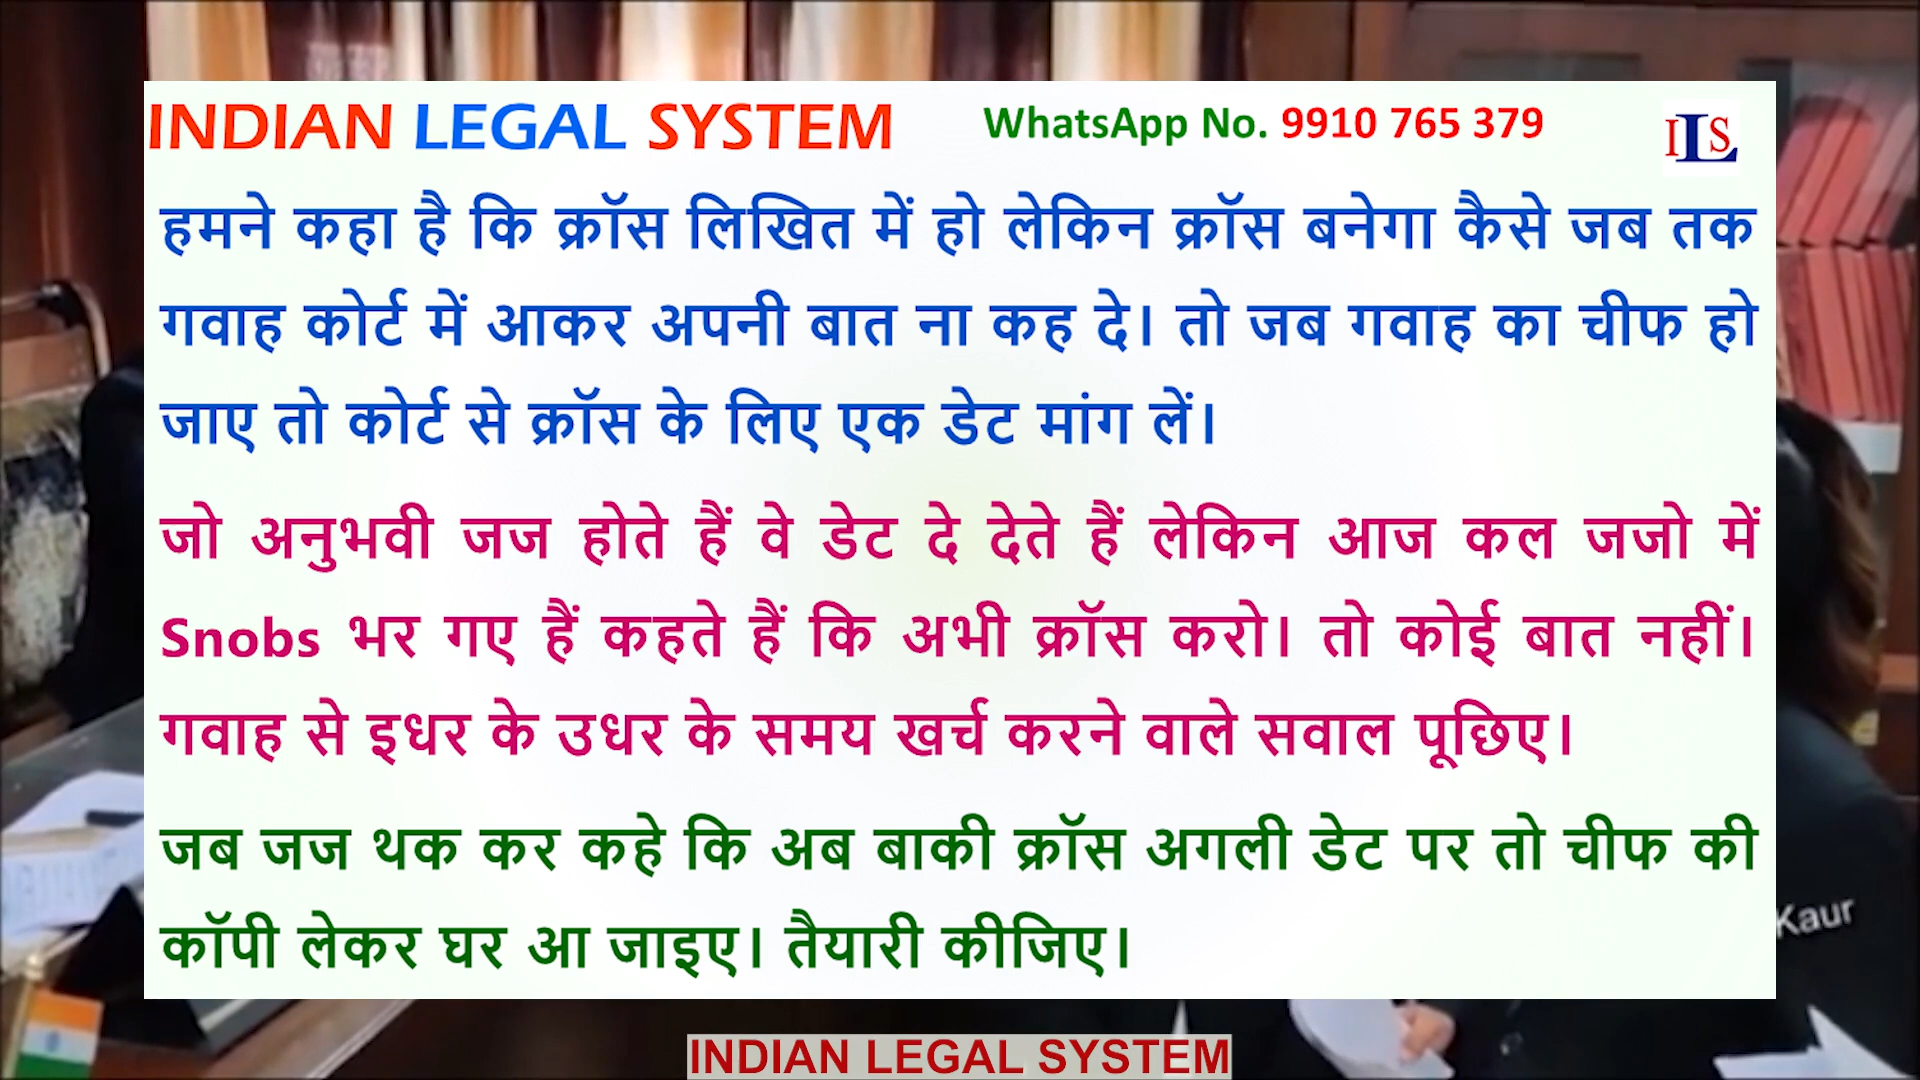 INDIAN LEGAL SYSTEM WhatsApp No. 9910 765 379 ILS
हमने कहा है कि क्रॉस लिखित में हो लेकिन क्रॉस बनेगा कैसे जब तक
गवाह कोर्ट में आकर अपनी बात ना कह दे। तो जब गवाह का चीफ हो
जाए तो कोर्ट से क्रॉस के लिए एक डेट मांग लें।
जो अनुभवी जज होते हैं वे डेट दे देते हैं लेकिन आज कल जजो में
Snobs भर गए हैं कहते हैं कि अभी क्रॉस करो। तो कोई बात नहीं।
गवाह से इधर के उधर के समय खर्च करने वाले सवाल पूछिए।
जब जज थक कर कहे कि अब बाकी क्रॉस अगली डेट पर तो चीफ की
कॉपी लेकर घर आ जाइए। तैयारी कीजिए।
Kaur
INDIAN LEGAL SYSTEM